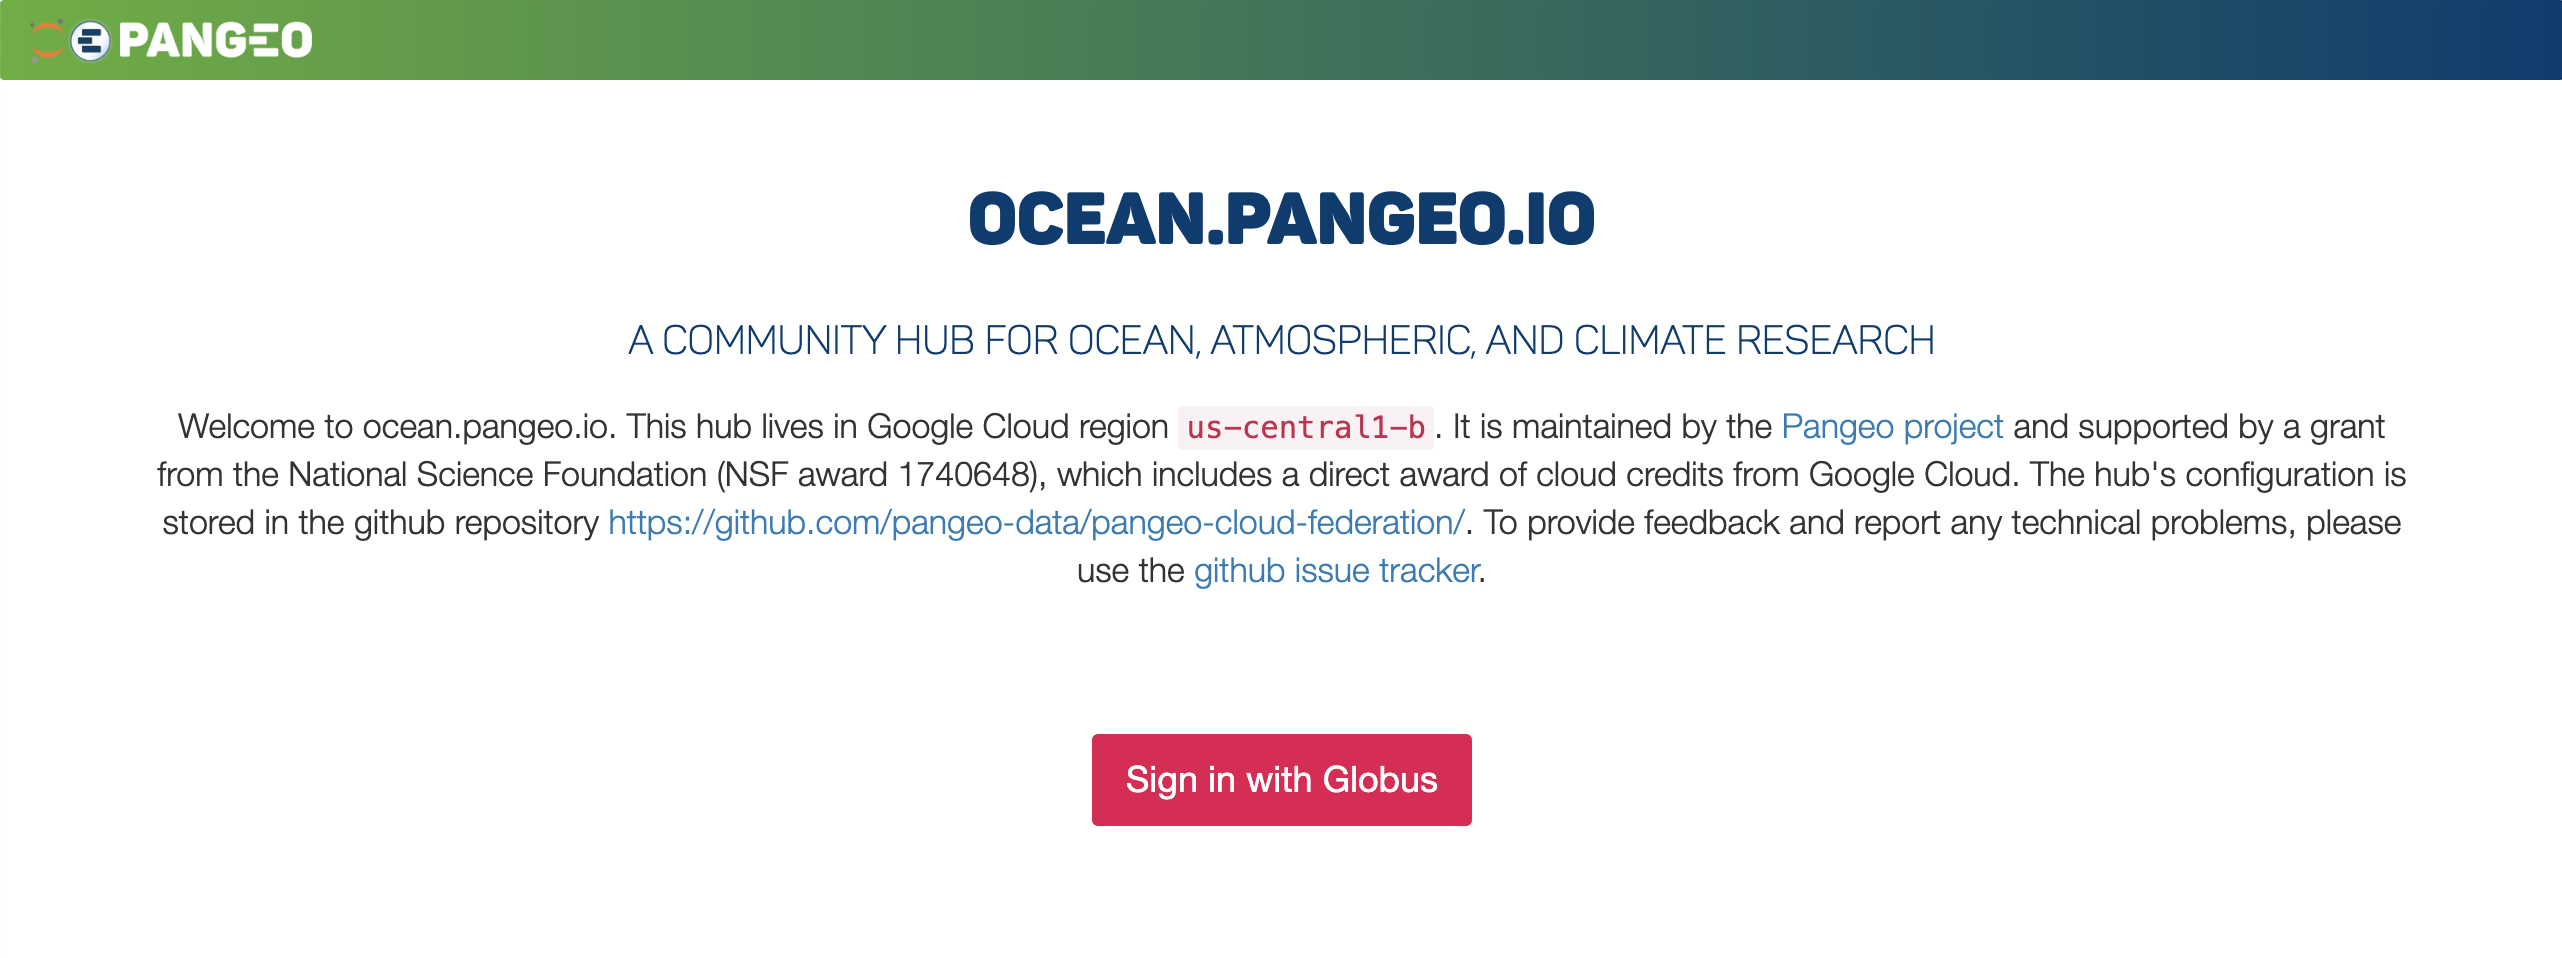 PANGEO
OCEAN.PANGEO.IO
A COMMUNITY HUB FOR OCEAN, ATMOSPHERIC, AND CLIMATE RESEARCH
Welcome to ocean.pangeo.io. This hub lives in Google Cloud region us-central1-b. It is maintained by the Pangeo project and supported by a grant
from the National Science Foundation (NSF award 1740648), which includes a direct award of cloud credits from Google Cloud. The hub's configuration is
stored in the github repository https://github.com/pangeo-data/pangeo-cloud-federation/. To provide feedback and report any technical problems, please
use the github issue tracker.
Sign in with Globus